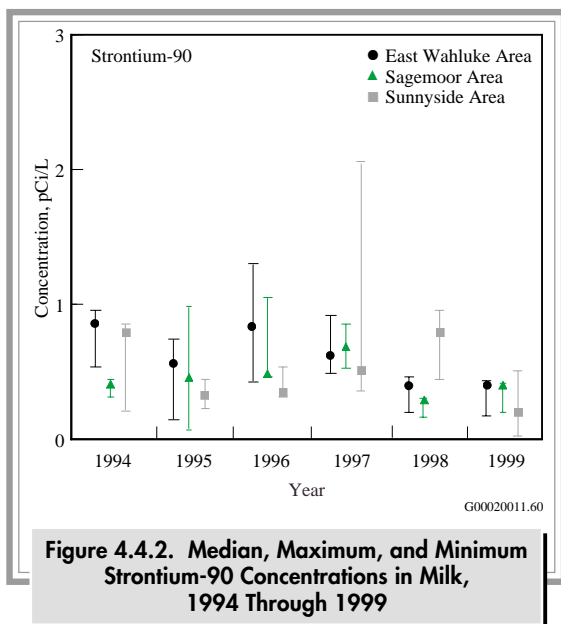 3
Strontium-90
East Wahluke Area
Sagemoor Area
Sunnyside Area
2
Concentration, pCi/L
1
0
1994 1995 1996 1997 1998 1999
Year
G00020011.60
Figure 4.4.2. Median, Maximum, and Minimum
Strontium-90 Concentrations in Milk,
1994 Through 1999